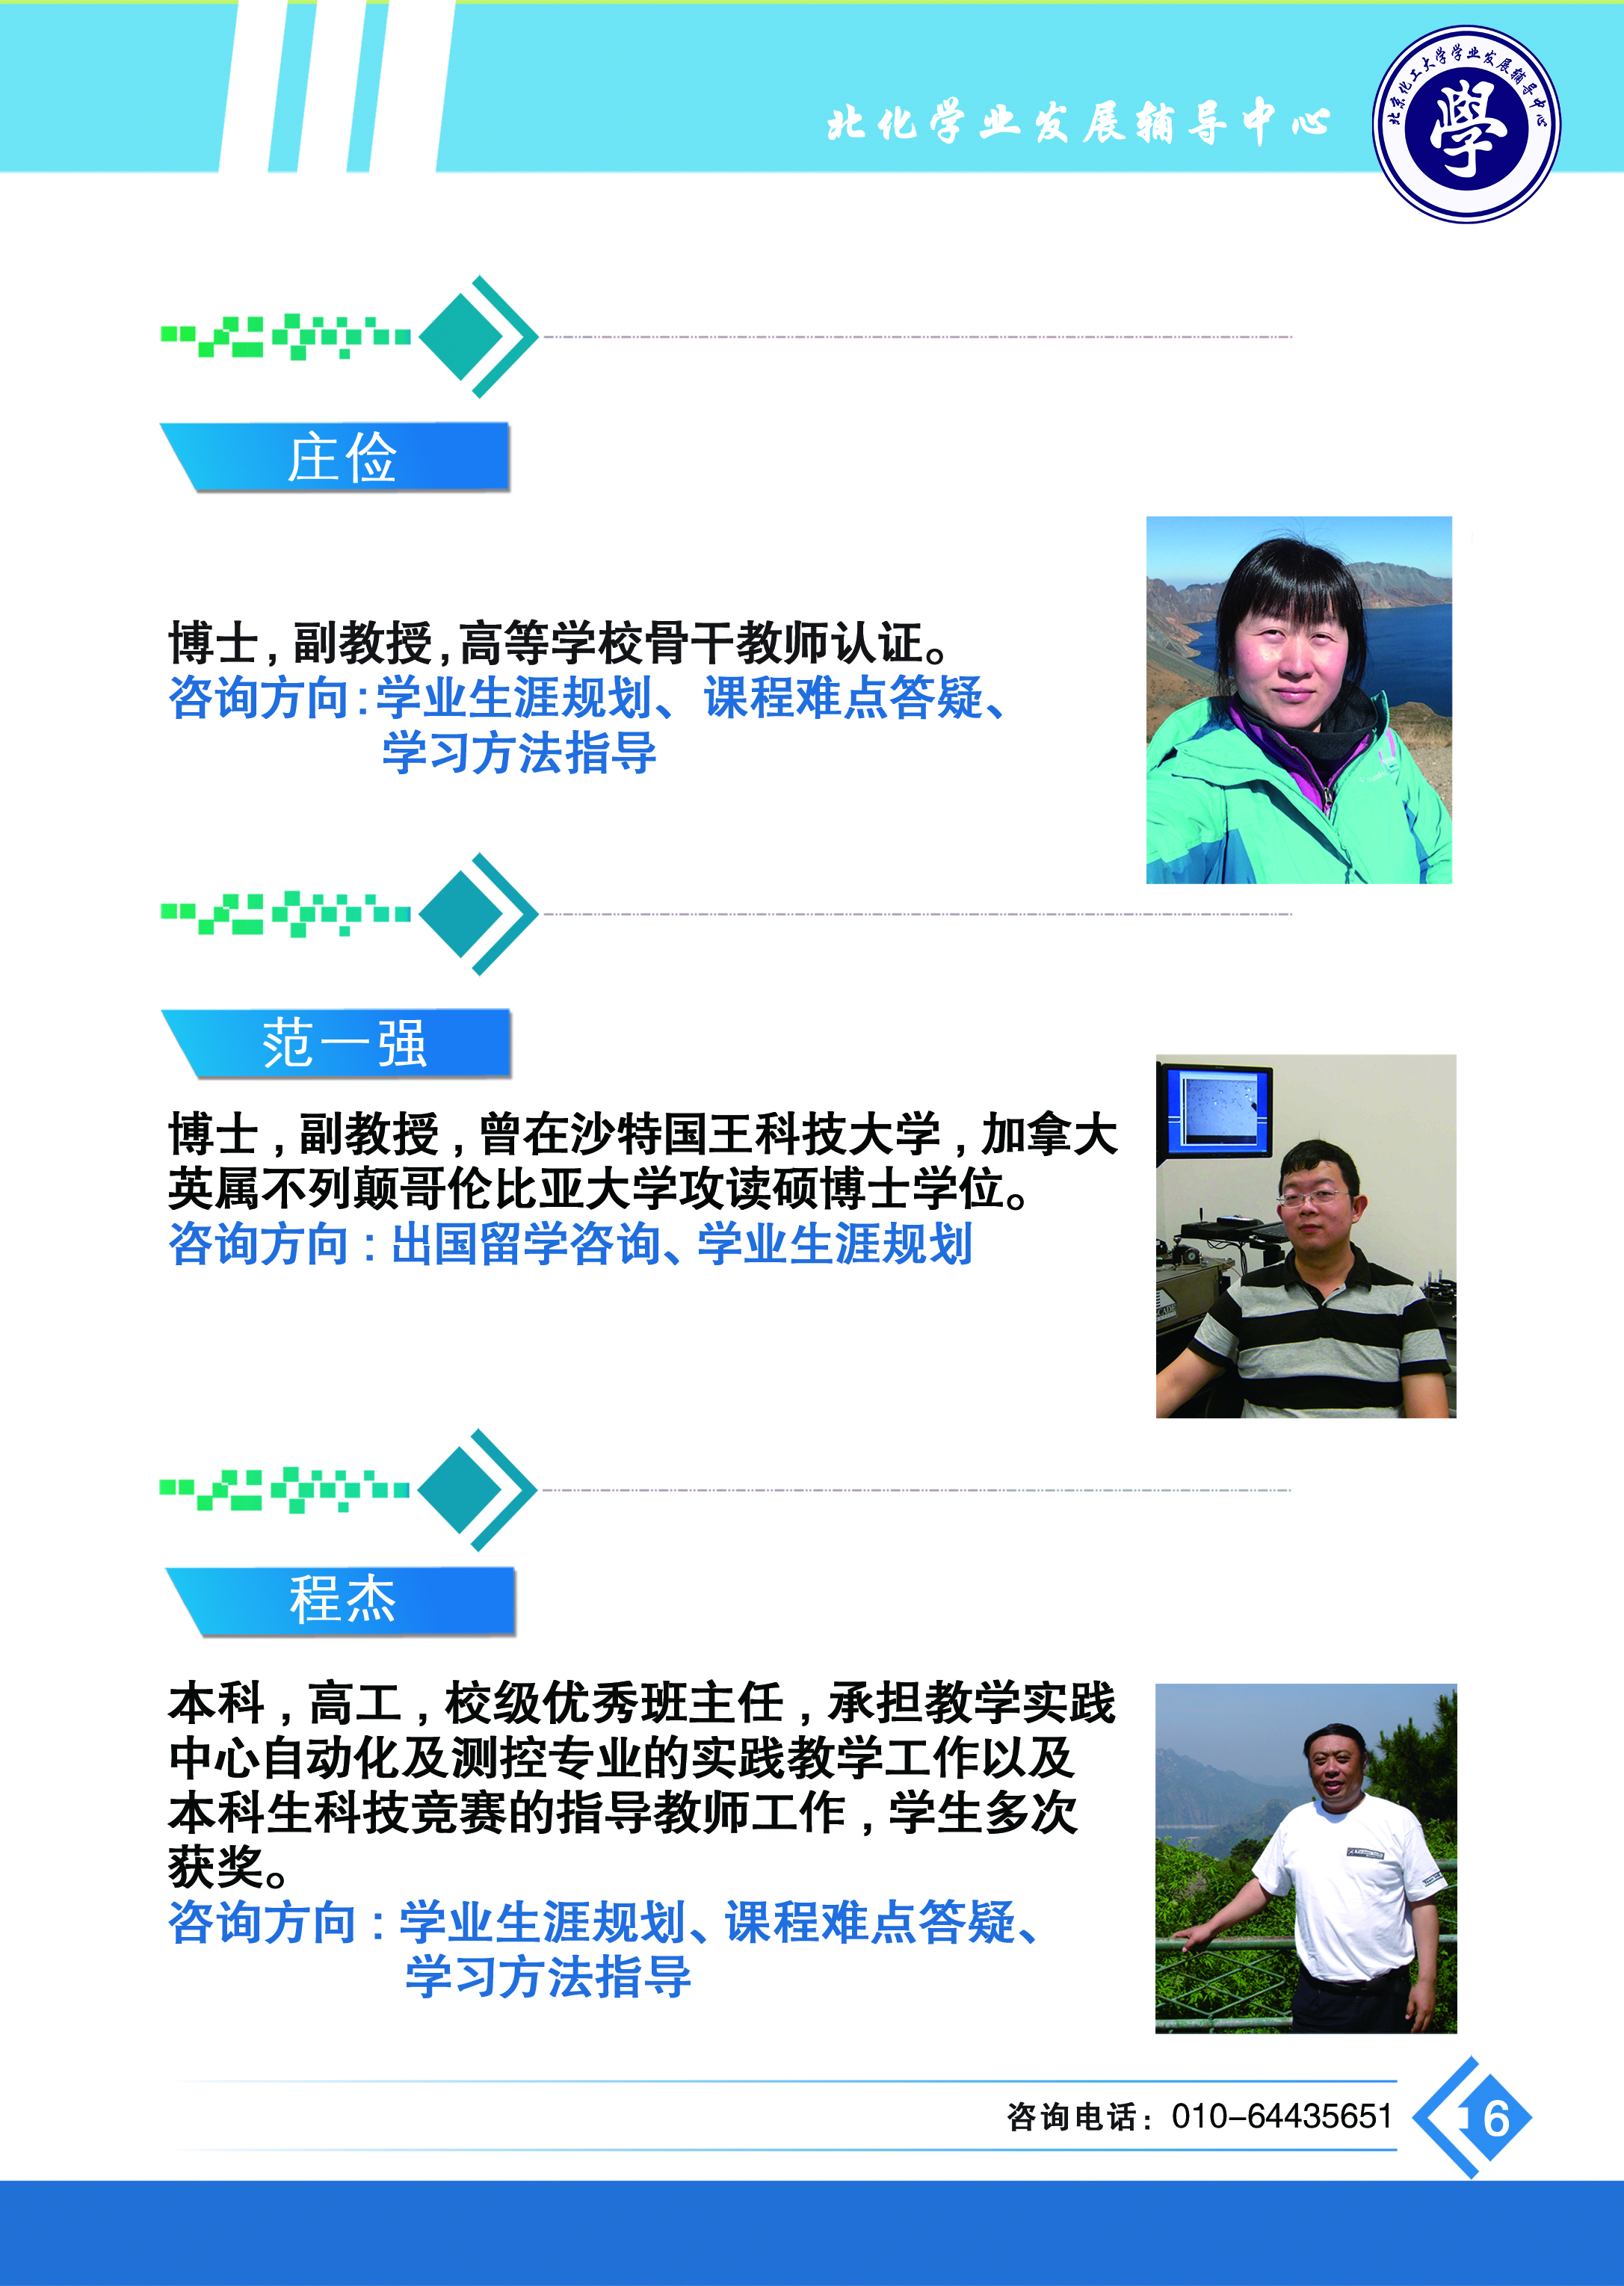 北化学业发展辅导中心
北京化工大学学业发展辅导中心
學
庄俭
博士,副教授,高等学校骨干教师认证。
咨询方向:学业生涯规划、课程难点答疑、
学习方法指导
范一强
博士,副教授,曾在沙特国王科技大学,加拿大
英属不列颠哥伦比亚大学攻读硕博士学位。
咨询方向:出国留学咨询、学业生涯规划
程杰
本科,高工,校级优秀班主任,承担教学实践
中心自动化及测控专业的实践教学工作以及
本科生科技竞赛的指导教师工作,学生多次
获奖。
咨询方向:学业生涯规划、课程难点答疑、
学习方法指导
咨询电话: 010-64435651
16